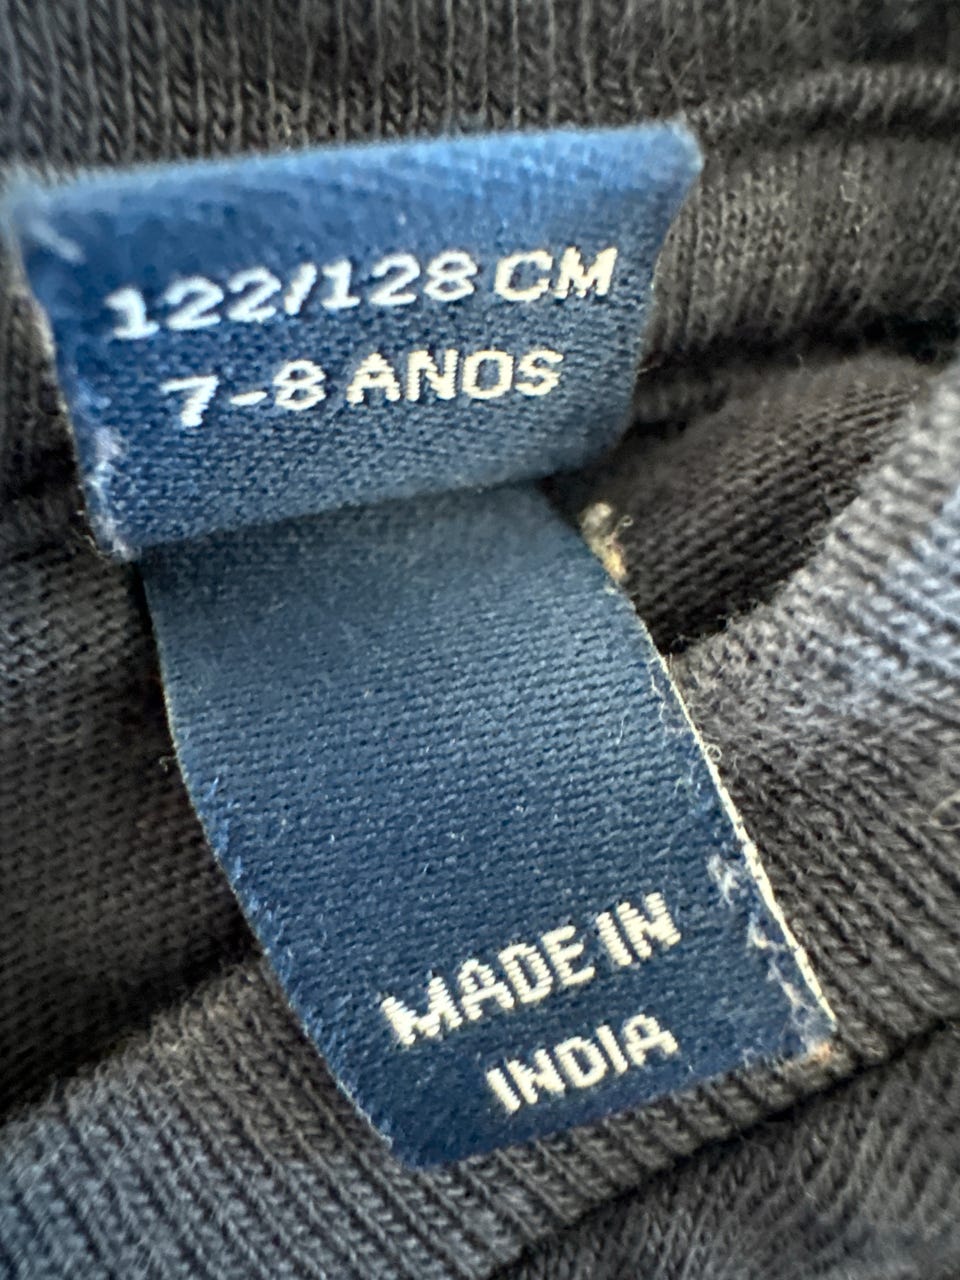 122/128 CM
7-8 ANOS
MADE IN
INDIA